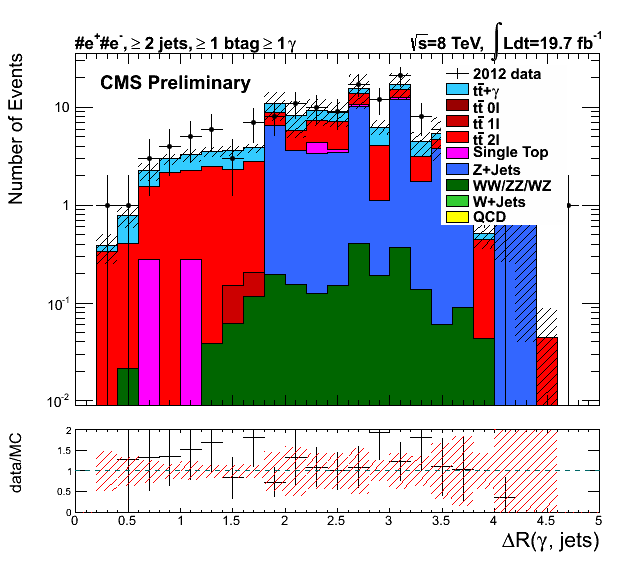 #e⁺#e⁻, ≥ 2 jets, ≥ 1 btag ≥ 1 γ √s=8 TeV, ∫ Ldt=19.7 fb⁻¹
CMS Preliminary
2012 data
tt̄+γ
tt̄ 0l
tt̄ 1l
tt̄ 2l
Single Top
Z+Jets
WW/ZZ/WZ
W+Jets
QCD
Number of Events
10
1
10⁻¹
10⁻²
data/MC
2
1.5
1
0.5
0
0 0.5 1 1.5 2 2.5 3 3.5 4 4.5 5
ΔR(γ, jets)